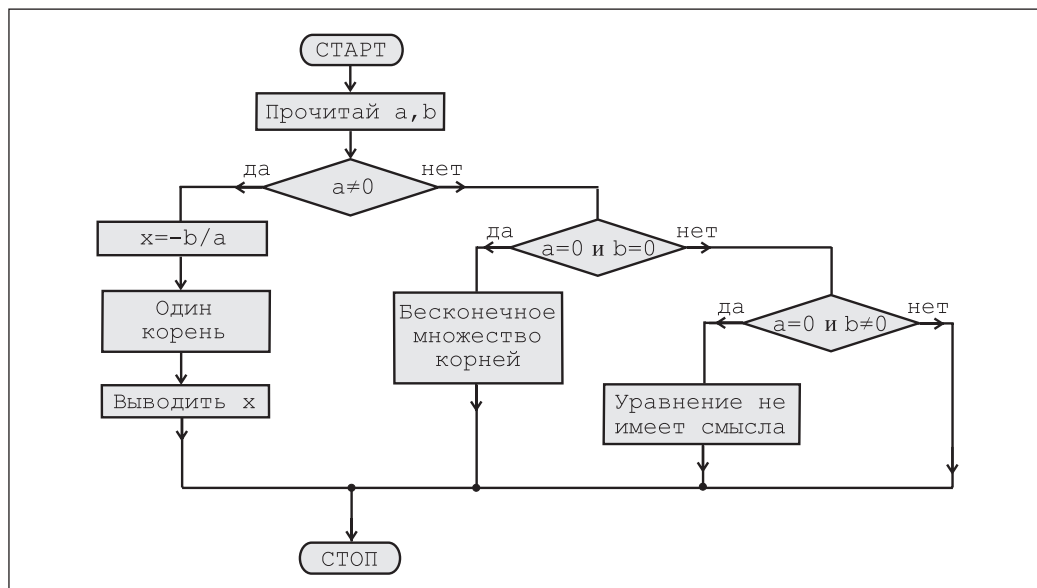 СТАРТ
Прочитай a,b
да
нет
a≠0
x=-b/a
да
нет
a=0 и b=0
Один
корень
Бесконечное
множество
корней
да
нет
a=0 и b≠0
Выводить x
Уравнение не
имеет смысла
СТОП